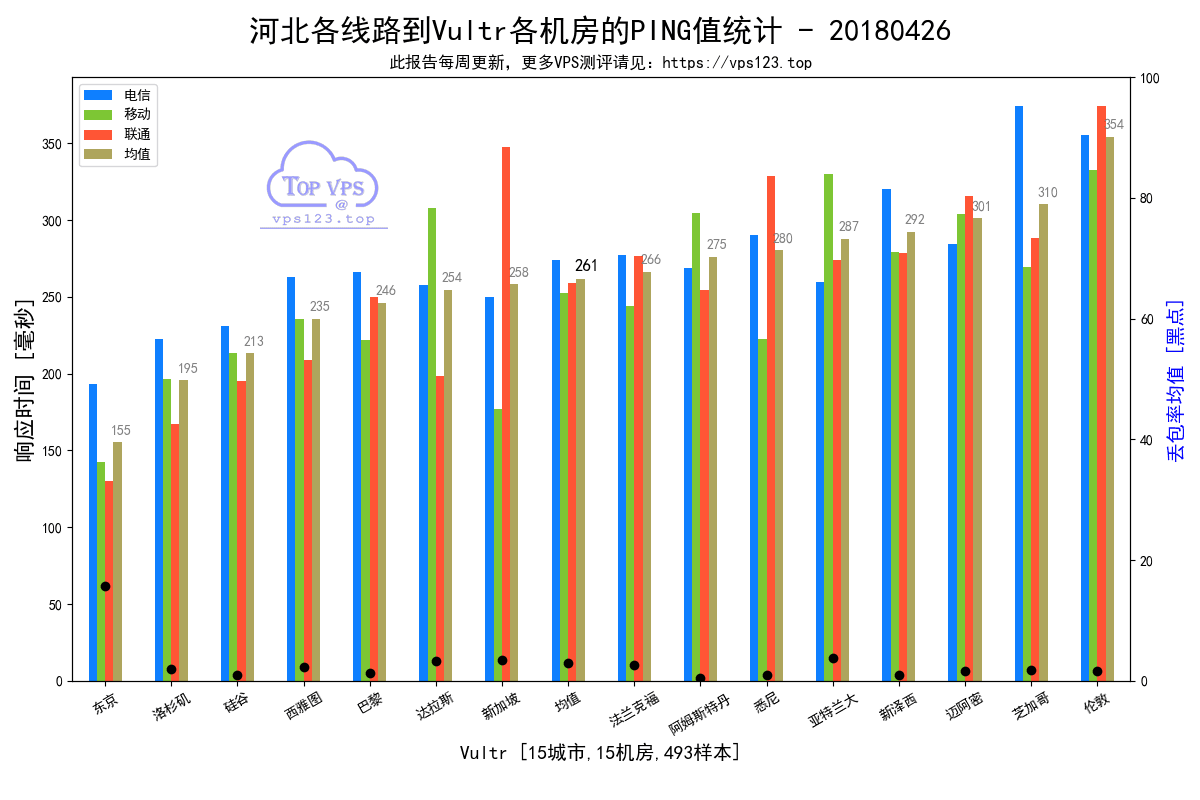 河北各线路到Vultr各机房的PING值统计 - 20180426
此报告每周更新，更多VPS测评请见：https://vps123.top
电信
移动
联通
均值
TOP VPS
@
vps123.top
响应时间 [毫秒]
0
50
100
150
200
250
300
350
155
195
213
235
246
254
258
261
266
275
280
287
292
301
310
354
0
20
40
60
80
100
丢包率均值 [黑点]
东京
洛杉矶
硅谷
西雅图
巴黎
达拉斯
新加坡
均值
法兰克福
阿姆斯特丹
悉尼
亚特兰大
新泽西
迈阿密
芝加哥
伦敦
Vultr [15城市,15机房,493样本]